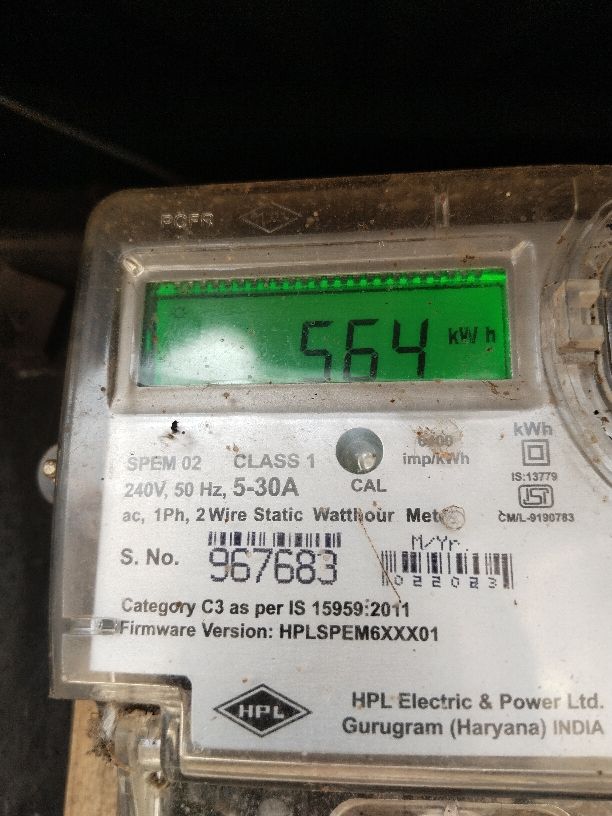 HPL
564 kWh
SPEM 02 CLASS 1
imp/kWh
kWh
240V, 50 Hz, 5-30A
CAL
IS:13779
ac, 1Ph, 2 Wire Static Watthour
CM/L-9190783
S. No. 967683
M/Yr.
022023
Category C3 as per IS 15959:2011
Firmware Version: HPLSPEM6XXX01
HPL
HPL Electric & Power Ltd.
Gurugram (Haryana) INDIA